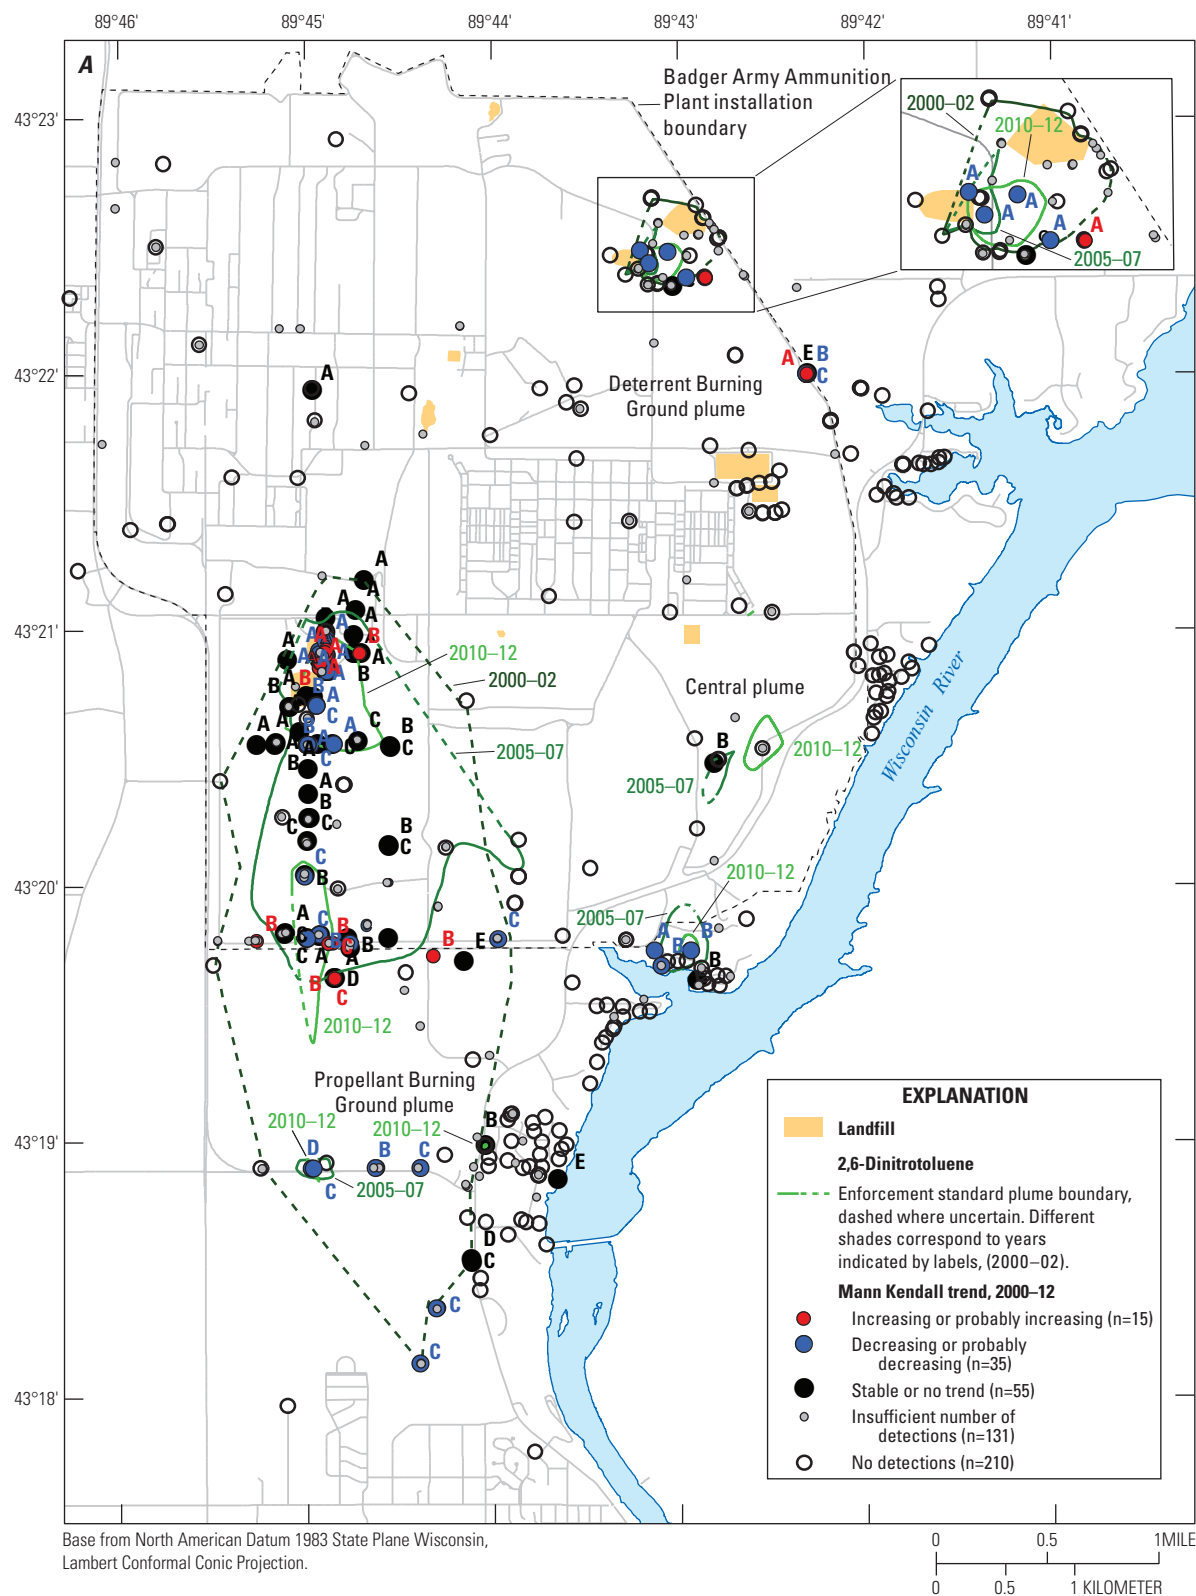 89°46'
89°45'
89°44'
89°43'
89°42'
89°41'
A
43°23'
43°22'
43°21'
43°20'
43°19'
43°18'
Badger Army Ammunition
Plant installation
boundary
2000–02
2010–12
A
A
A
A
A
2005–07
A
E
B
C
Deterrent Burning
Ground plume
A
A
A
A
A
A
A
B
A
A
B
2010–12
2000–02
2005–07
Central plume
B
2010–12
2005–07
A
B
A
B
A
C
A
A
B
C
A
C
B
C
B
A
B
C
C
B
C
C
B
2010–12
2005–07
A
B
B
B
B
A
C
C
B
C
B
A
B
E
C
D
B
C
2010–12
Propellant Burning
Ground plume
2010–12
2010–12
D
B
C
C
2005–07
B
E
D
C
C
C
Wisconsin River
EXPLANATION
Landfill
2,6-Dinitrotoluene
Enforcement standard plume boundary,
dashed where uncertain. Different
shades correspond to years
indicated by labels, (2000–02).
Mann Kendall trend, 2000–12
Increasing or probably increasing (n=15)
Decreasing or probably
decreasing (n=35)
Stable or no trend (n=55)
Insufficient number of
detections (n=131)
No detections (n=210)
Base from North American Datum 1983 State Plane Wisconsin,
Lambert Conformal Conic Projection.
0 0.5 1 MILE
0 0.5 1 KILOMETER